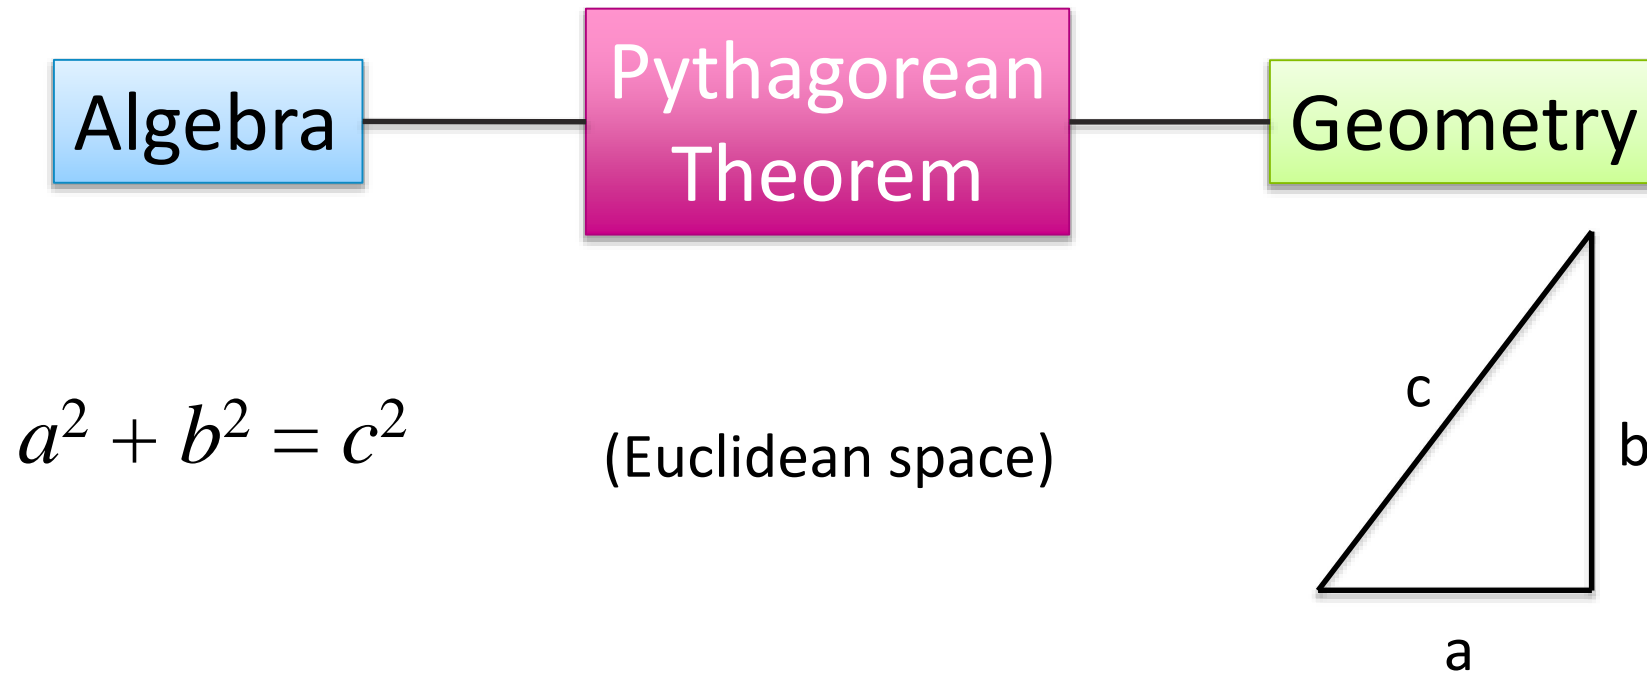 Algebra
Pythagorean
Theorem
Geometry
a² + b² = c²
(Euclidean space)
c
b
a